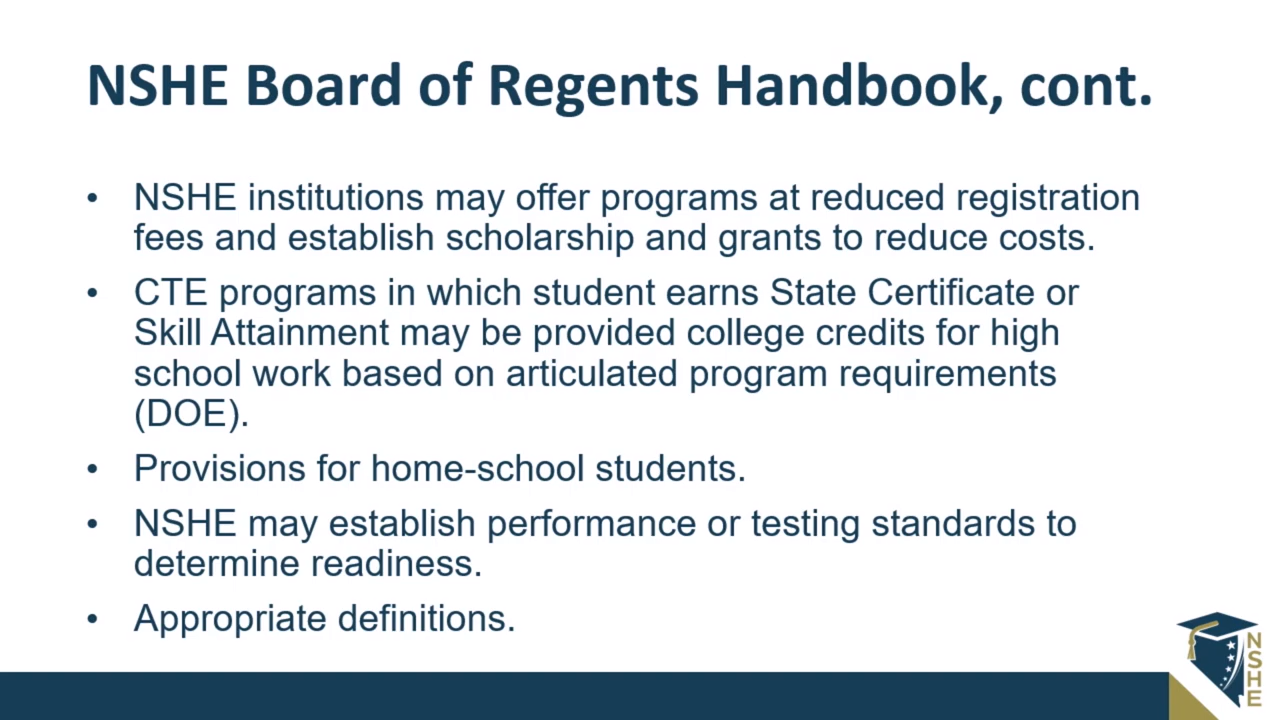 NSHE Board of Regents Handbook, cont.
• NSHE institutions may offer programs at reduced registration
fees and establish scholarship and grants to reduce costs.
• CTE programs in which student earns State Certificate or
Skill Attainment may be provided college credits for high
school work based on articulated program requirements
(DOE).
• Provisions for home-school students.
• NSHE may establish performance or testing standards to
determine readiness.
• Appropriate definitions.
NSHE